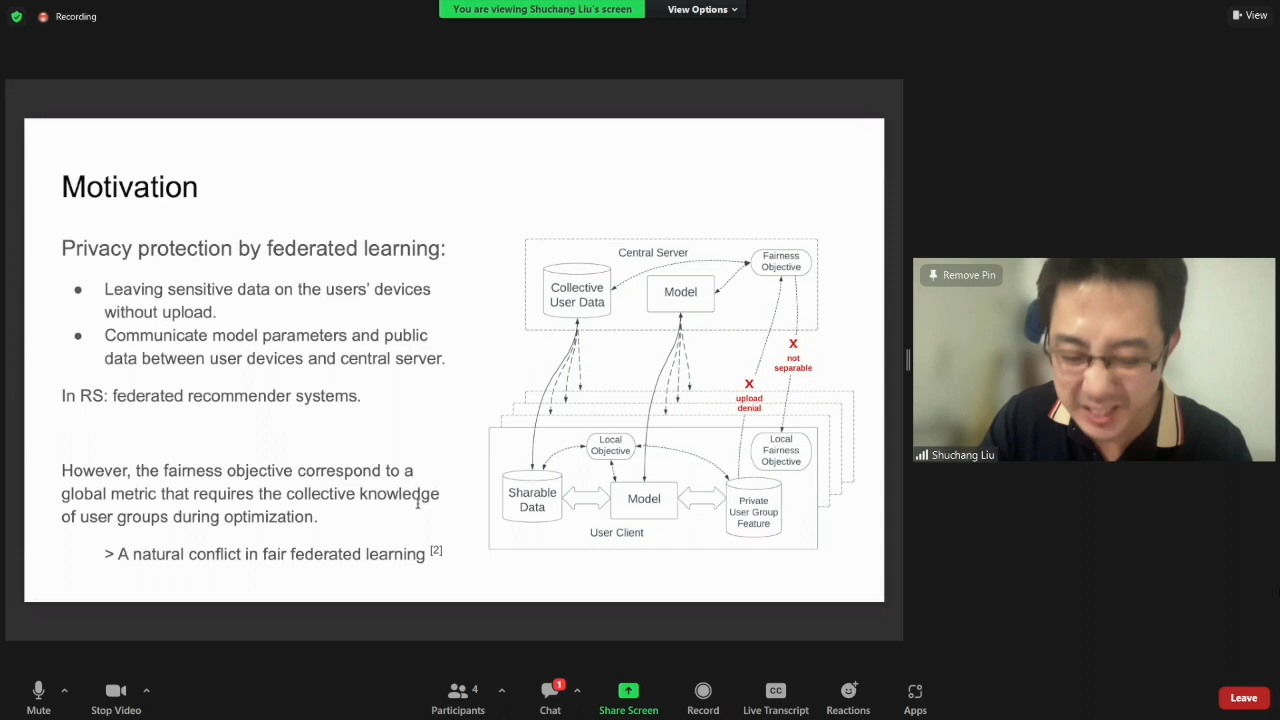 Recording
You are viewing Shuchang Liu's screen
View Options
View
Motivation
Privacy protection by federated learning:
● Leaving sensitive data on the users' devices
without upload.
● Communicate model parameters and public
data between user devices and central server.
In RS: federated recommender systems.
However, the fairness objective correspond to a
global metric that requires the collective knowledge
of user groups during optimization.
> A natural conflict in fair federated learning [2]
Central Server
Fairness
Objective
Collective
User Data
Model
X
not
separable
X
upload
denial
Local
Objective
Local
Fairness
Objective
Sharable
Data
Model
Private
User Group
Feature
User Client
Remove Pin
Shuchang Liu
Mute
Stop Video
Participants
4
Chat
1
Share Screen
Record
CC
Live Transcript
Reactions
Apps
Leave